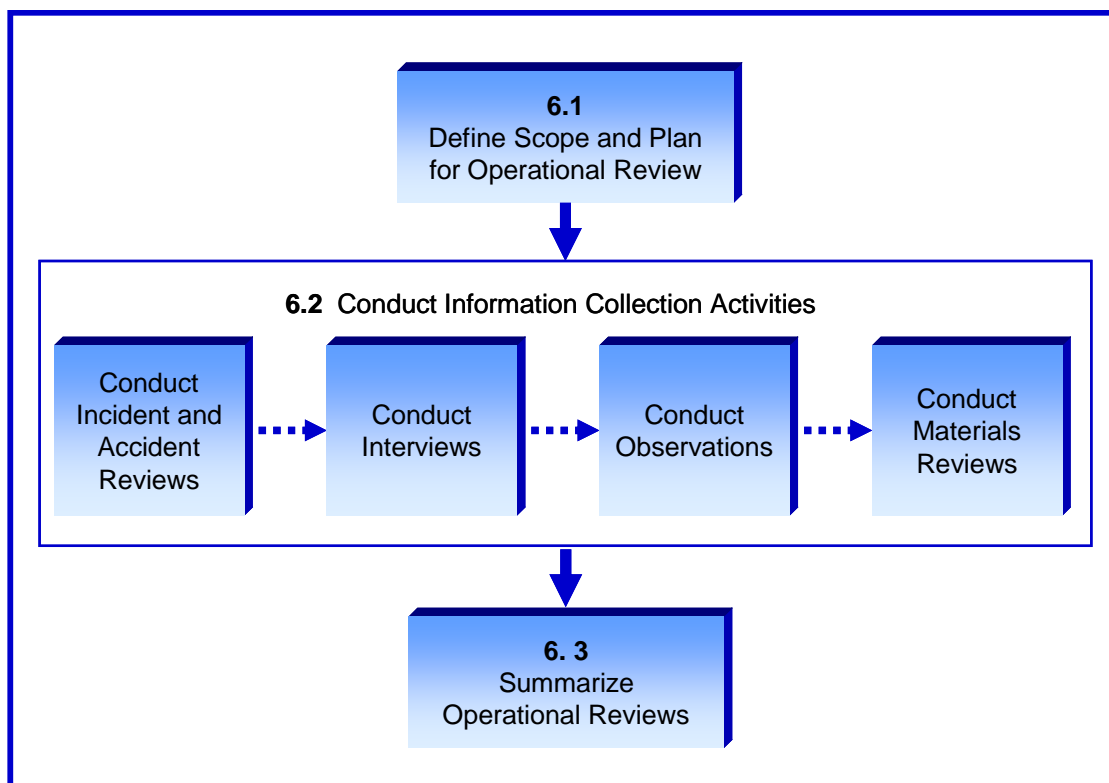 6.1
Define Scope and Plan
for Operational Review
6.2 Conduct Information Collection Activities
Conduct
Incident and
Accident
Reviews
Conduct
Interviews
Conduct
Observations
Conduct
Materials
Reviews
6. 3
Summarize
Operational Reviews